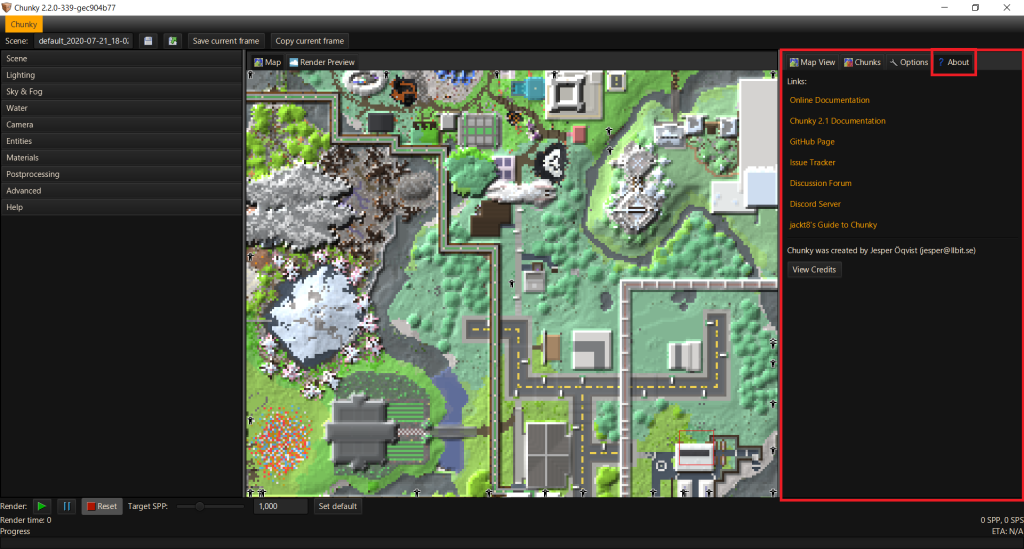 Chunky 2.2.0-339-gec904b77
Chunky
Scene: default_2020-07-21_18-0 Save current frame Copy current frame
Scene
Lighting
Sky & Fog
Water
Camera
Entities
Materials
Postprocessing
Advanced
Help
Map Render Preview
Map View Chunks Options ? About
Links:
Online Documentation
Chunky 2.1 Documentation
GitHub Page
Issue Tracker
Discussion Forum
Discord Server
jackt8's Guide to Chunky
Chunky was created by Jesper Öqvist (jesper@llbit.se)
View Credits
Render: Reset Target SPP: 1,000 Set default
Render time: 0
0 SPP, 0 SPS
Progress
ETA: N/A